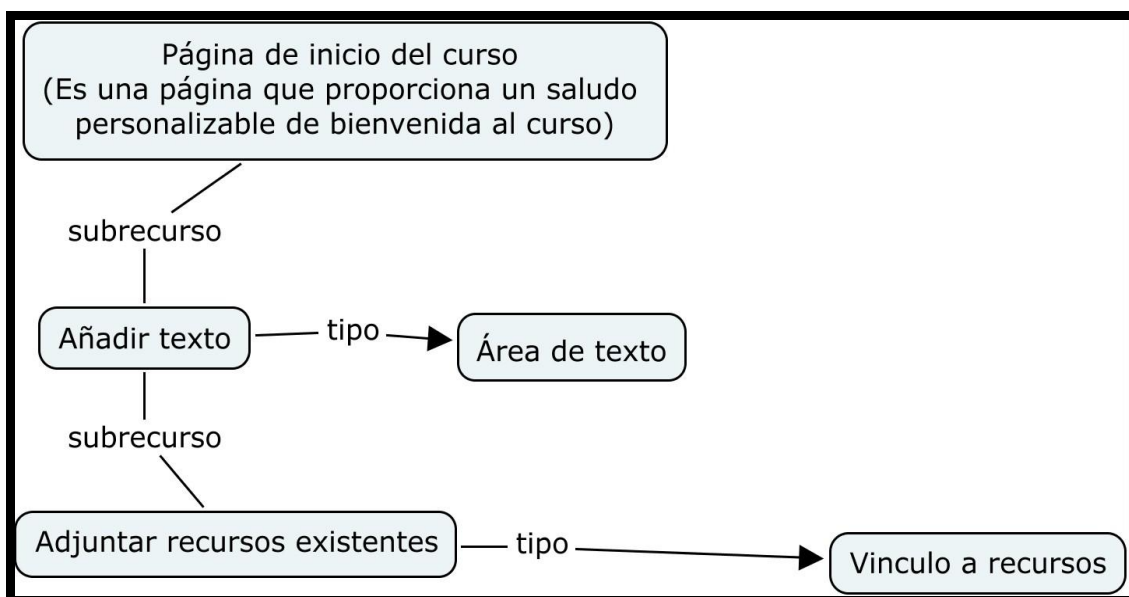 Página de inicio del curso
(Es una página que proporciona un saludo
personalizable de bienvenida al curso)
subrecurso
Añadir texto
tipo
Área de texto
subrecurso
Adjuntar recursos existentes
tipo
Vinculo a recursos